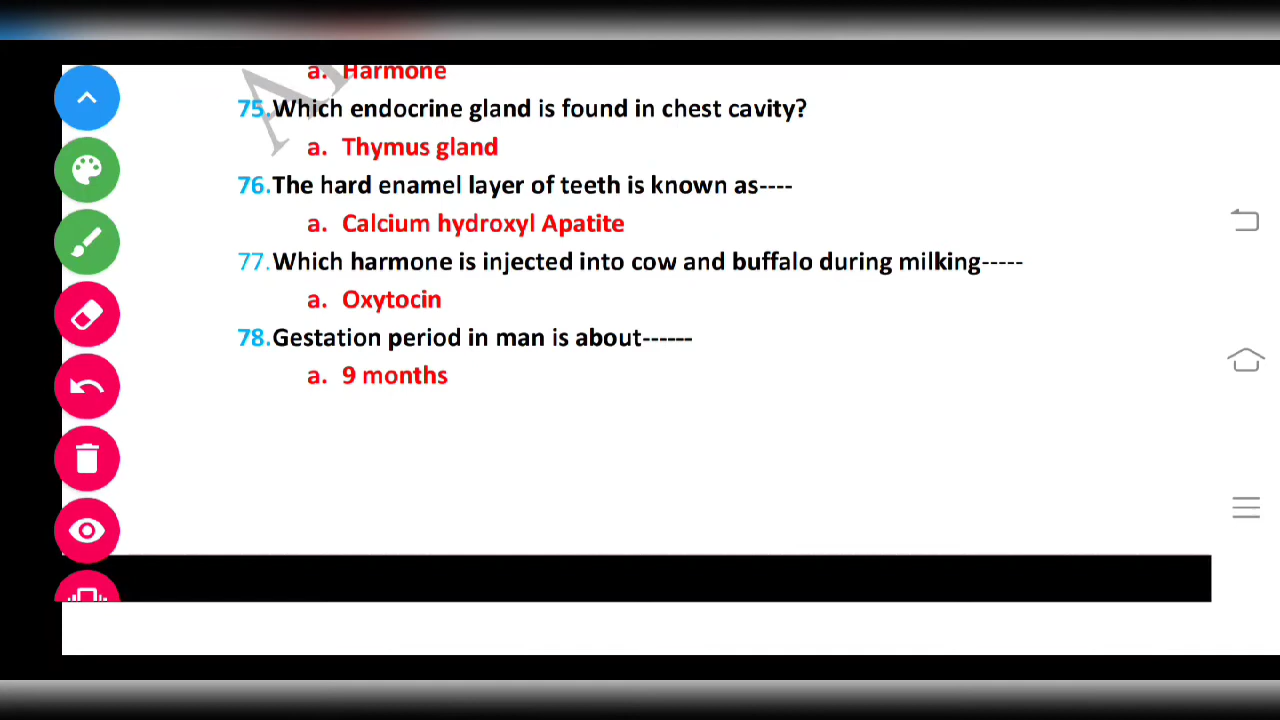 a. Harmone
75.Which endocrine gland is found in chest cavity?
a. Thymus gland
76.The hard enamel layer of teeth is known as----
a. Calcium hydroxyl Apatite
77.Which harmone is injected into cow and buffalo during milking-----
a. Oxytocin
78.Gestation period in man is about------
a. 9 months